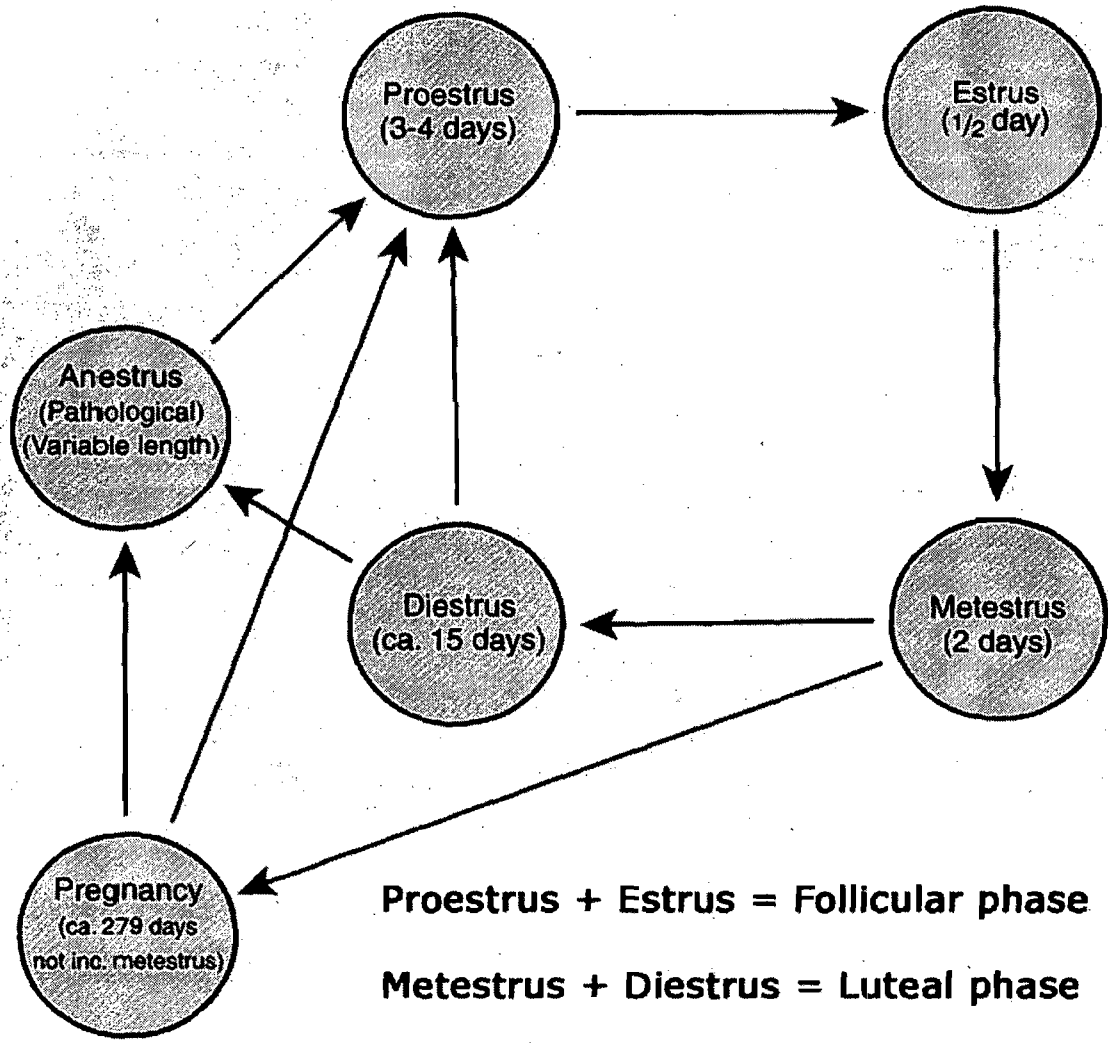 Proestrus
(3-4 days)
Estrus
(1/2 day)
Anestrus
(Pathological)
(Variable length)
Diestrus
(ca. 15 days)
Metestrus
(2 days)
Pregnancy
(ca. 279 days
not inc. metestrus)
Proestrus + Estrus = Follicular phase
Metestrus + Diestrus = Luteal phase